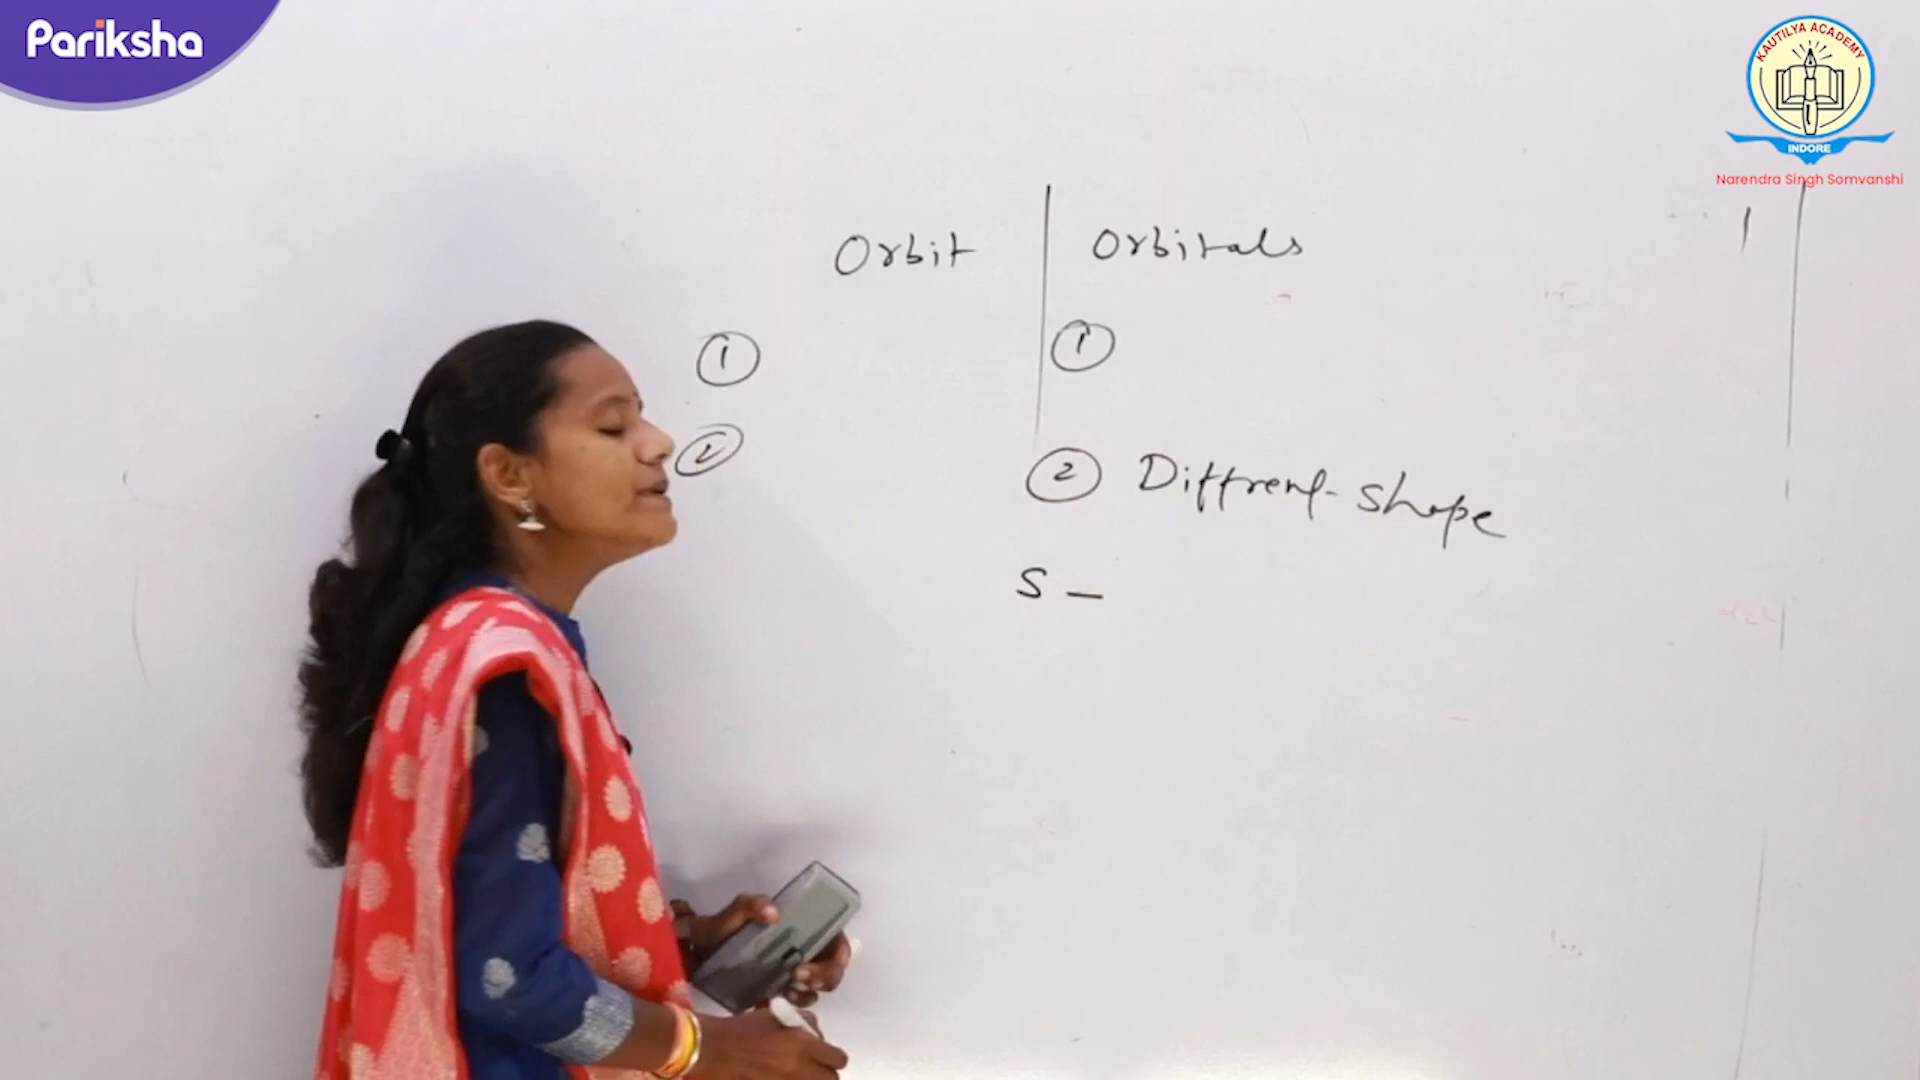 Pariksha
KAUTILYA ACADEMY
INDORE
Narendra Singh Somvanshi
Orbit
Orbitals
1
1
2
2 Diffrent shape
S –